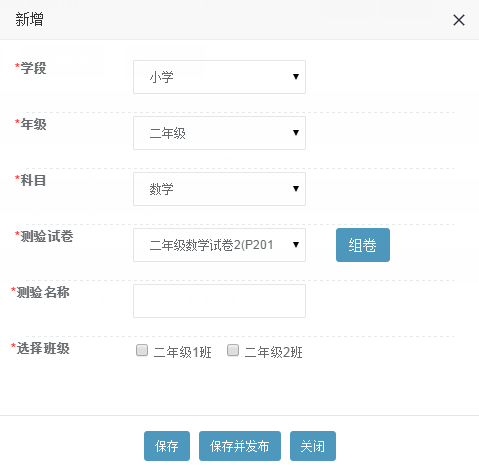 新增
*学段 小学
*年级 二年级
*科目 数学
*测验试卷 二年级数学试卷2(P201 组卷
*测验名称
*选择班级 二年级1班 二年级2班
保存 保存并发布 关闭